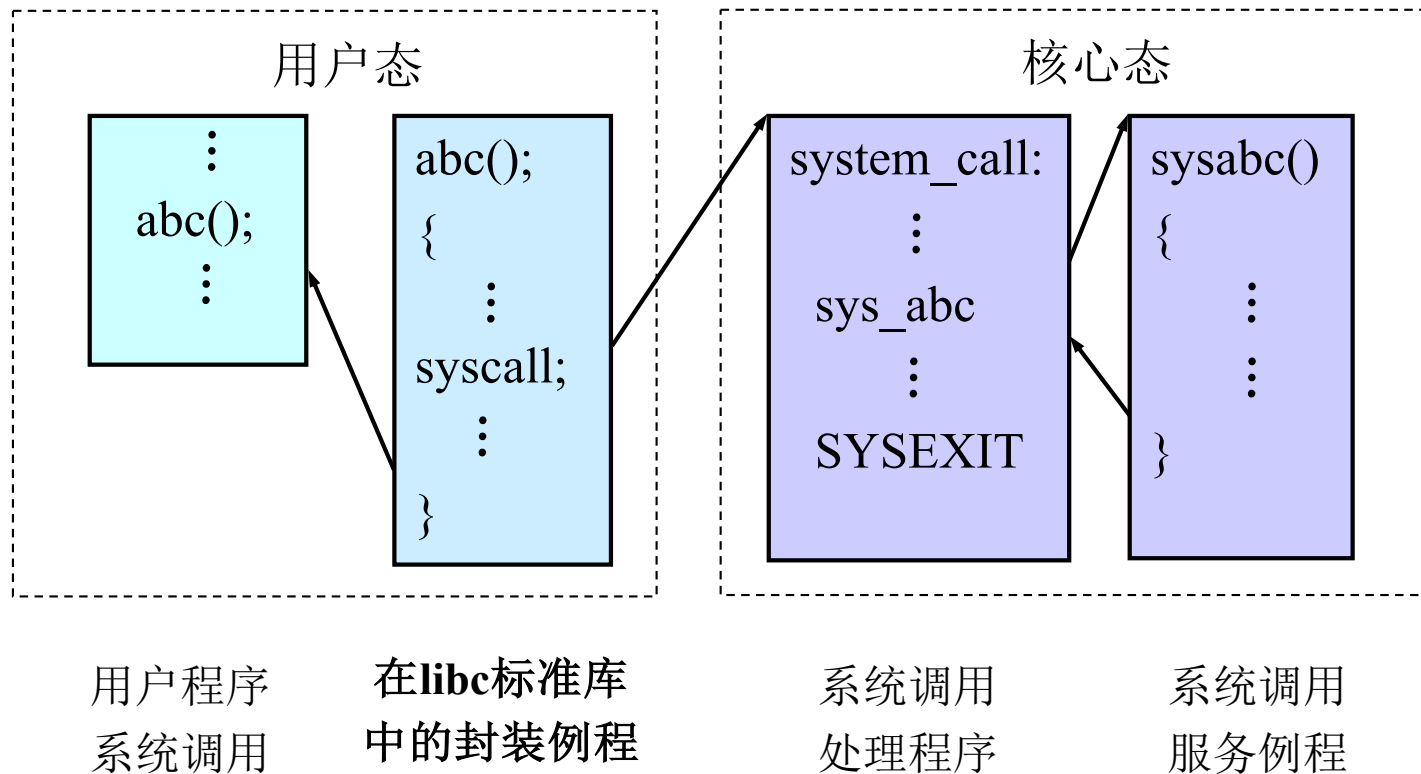 用户态
核心态
⋮
abc();
⋮
abc();
{
⋮
syscall;
⋮
}
system_call:
⋮
sys_abc
⋮
SYSEXIT
sysabc()
{
⋮
⋮
}
用户程序
系统调用
在libc标准库
中的封装例程
系统调用
处理程序
系统调用
服务例程